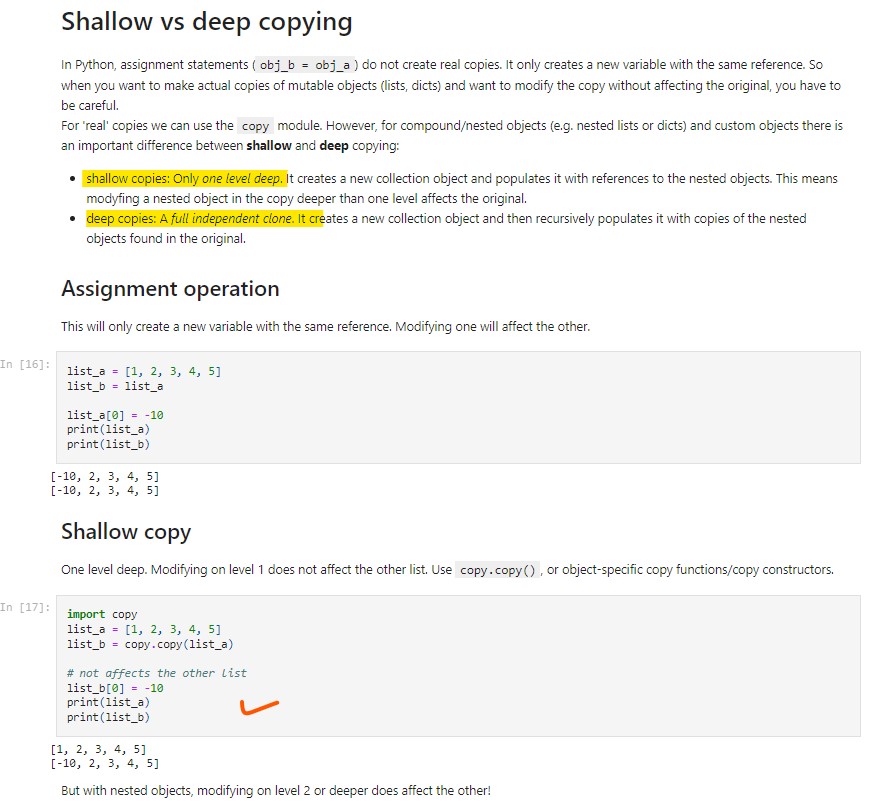 Shallow vs deep copying
In Python, assignment statements ( obj_b = obj_a ) do not create real copies. It only creates a new variable with the same reference. So
when you want to make actual copies of mutable objects (lists, dicts) and want to modify the copy without affecting the original, you have to
be careful.
For 'real' copies we can use the copy module. However, for compound/nested objects (e.g. nested lists or dicts) and custom objects there is
an important difference between shallow and deep copying:
• shallow copies: Only one level deep. It creates a new collection object and populates it with references to the nested objects. This means
modyfing a nested object in the copy deeper than one level affects the original.
• deep copies: A full independent clone. It creates a new collection object and then recursively populates it with copies of the nested
objects found in the original.
Assignment operation
This will only create a new variable with the same reference. Modifying one will affect the other.
In [16]:
list_a = [1, 2, 3, 4, 5]
list_b = list_a
list_a[0] = -10
print(list_a)
print(list_b)
[-10, 2, 3, 4, 5]
[-10, 2, 3, 4, 5]
Shallow copy
One level deep. Modifying on level 1 does not affect the other list. Use copy.copy() , or object-specific copy functions/copy constructors.
In [17]:
import copy
list_a = [1, 2, 3, 4, 5]
list_b = copy.copy(list_a)
# not affects the other list
list_b[0] = -10
print(list_a)
print(list_b)
[1, 2, 3, 4, 5]
[-10, 2, 3, 4, 5]
But with nested objects, modifying on level 2 or deeper does affect the other!